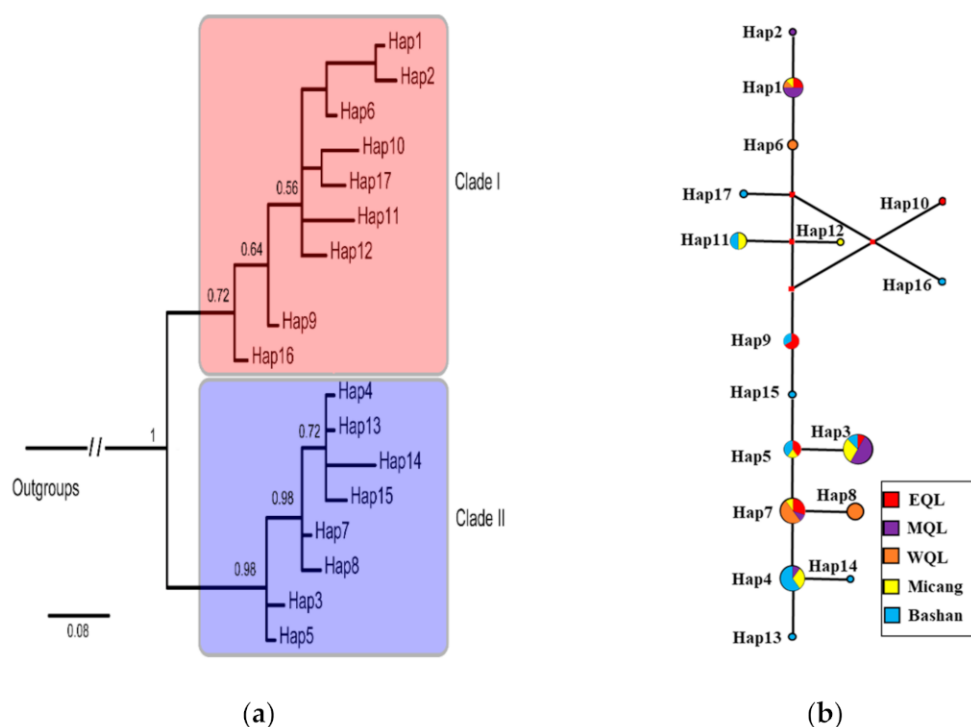 Hap1
Hap2
Hap6
Hap10
Hap17
0.56
Hap11
Hap12
0.64
0.72
Hap9
Hap16
Clade I
Hap4
Hap13
0.72
Hap14
Hap15
0.98
Hap7
Hap8
0.98
Hap3
Hap5
Clade II
1
//
Outgroups
0.08
(a)
Hap2
Hap1
Hap6
Hap17
Hap10
Hap11
Hap12
Hap16
Hap9
Hap15
Hap3
Hap5
Hap8
Hap7
Hap14
Hap4
Hap13
EQL
MQL
WQL
Micang
Bashan
(b)